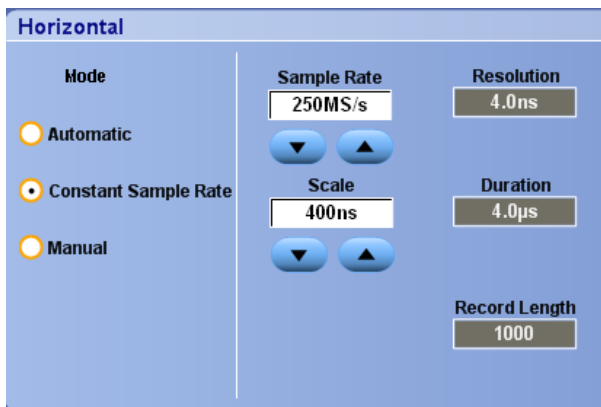 Horizontal
Mode
Automatic
Constant Sample Rate
Manual
Sample Rate
250MS/s
Scale
400ns
Resolution
4.0ns
Duration
4.0µs
Record Length
1000